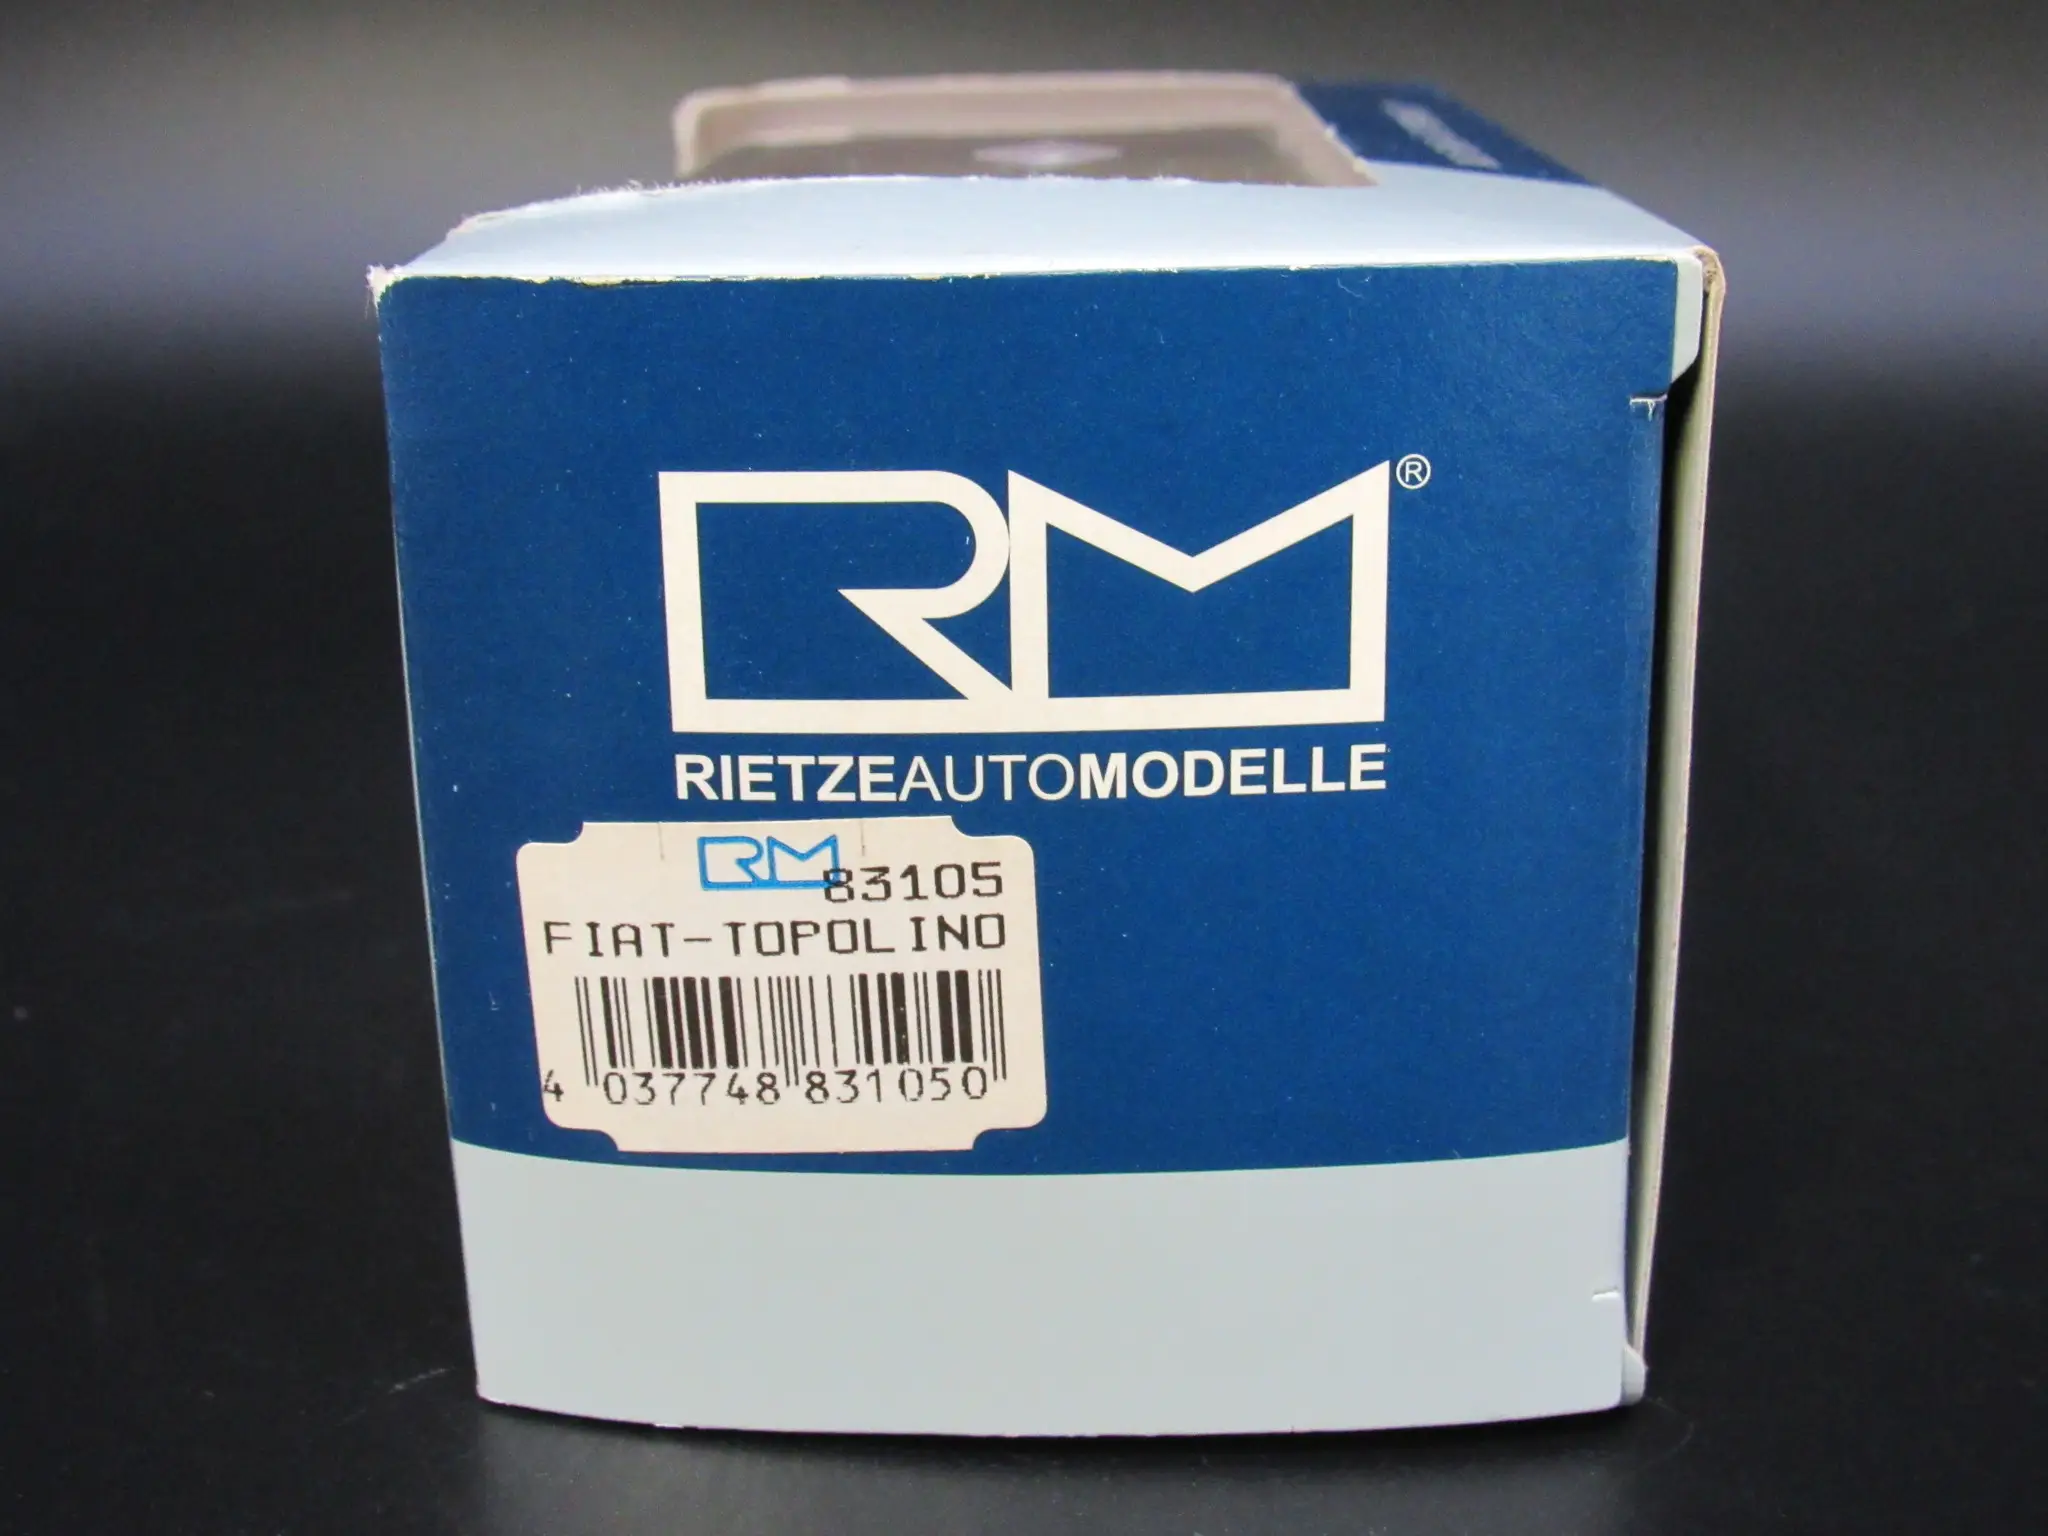 RM®
RIETZEAUTOMODELLE
RM 83105
FIAT-TOPOLINO
4 037748 831050